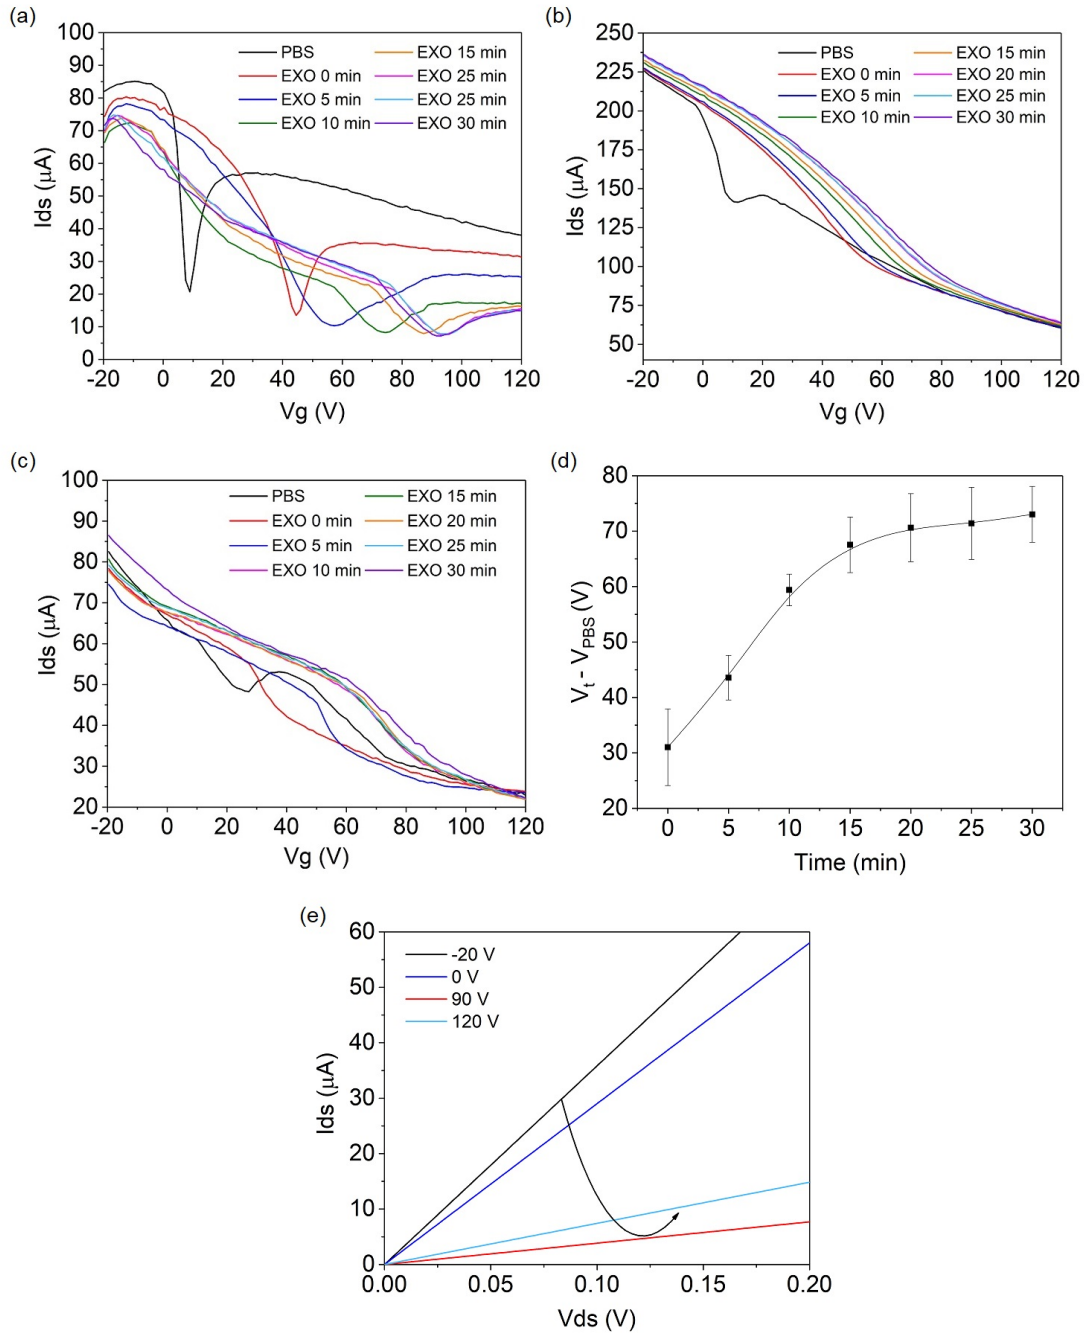 (a)
100
90
80
70
60
50
40
30
20
10
0
Ids (μA)
PBS
EXO 0 min
EXO 5 min
EXO 10 min
EXO 15 min
EXO 25 min
EXO 25 min
EXO 30 min
-20 0 20 40 60 80 100 120
Vg (V)
(b)
250
225
200
175
150
125
100
75
50
Ids (μA)
PBS
EXO 0 min
EXO 5 min
EXO 10 min
EXO 15 min
EXO 20 min
EXO 25 min
EXO 30 min
-20 0 20 40 60 80 100 120
Vg (V)
(c)
100
90
80
70
60
50
40
30
20
Ids (μA)
PBS
EXO 0 min
EXO 5 min
EXO 10 min
EXO 15 min
EXO 20 min
EXO 25 min
EXO 30 min
-20 0 20 40 60 80 100 120
Vg (V)
(d)
80
70
60
50
40
30
20
Vt - VPBS (V)
0 5 10 15 20 25 30
Time (min)
(e)
60
50
40
30
20
10
0
Ids (μA)
-20 V
0 V
90 V
120 V
0.00 0.05 0.10 0.15 0.20
Vds (V)